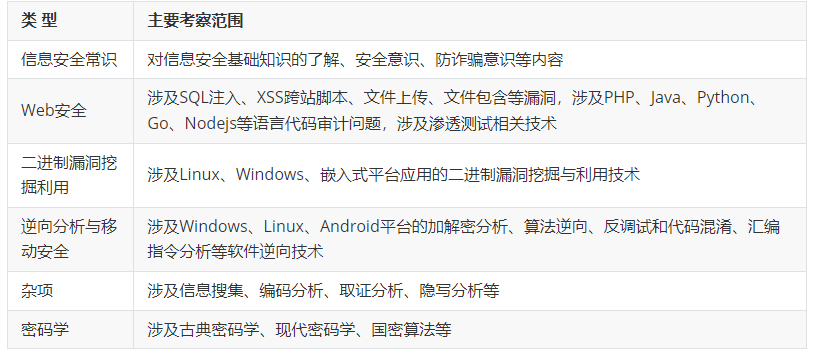 类 型
主要考察范围
信息安全常识
对信息安全基础知识的了解、安全意识、防诈骗意识等内容
Web安全
涉及SQL注入、XSS跨站脚本、文件上传、文件包含等漏洞，涉及PHP、Java、Python、
Go、Nodejs等语言代码审计问题，涉及渗透测试相关技术
二进制漏洞挖
掘利用
涉及Linux、Windows、嵌入式平台应用的二进制漏洞挖掘与利用技术
逆向分析与移
动安全
涉及Windows、Linux、Android平台的加解密分析、算法逆向、反调试和代码混淆、汇编
指令分析等软件逆向技术
杂项
涉及信息搜集、编码分析、取证分析、隐写分析等
密码学
涉及古典密码学、现代密码学、国密算法等